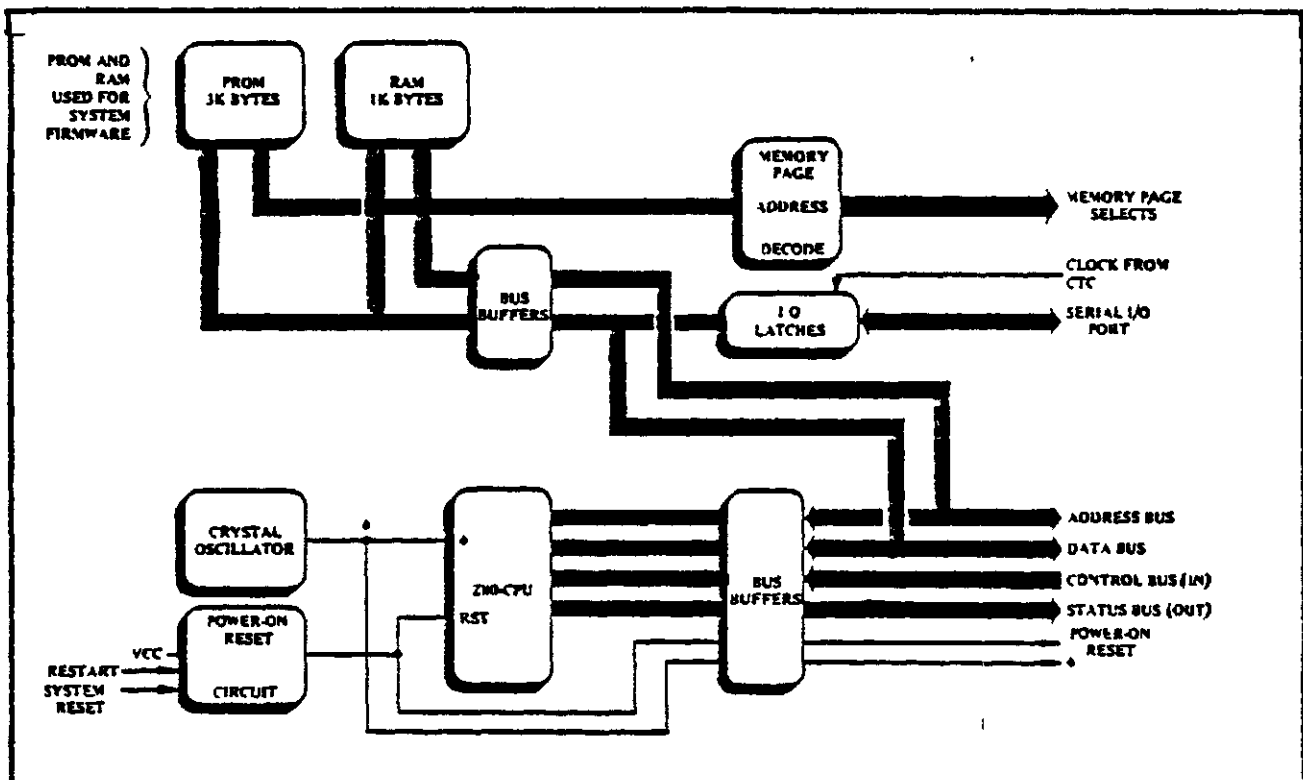 PROM AND
RAM
USED FOR
SYSTEM
FIRMWARE
PROM
3K BYTES
RAM
1K BYTES
MEMORY
PAGE
ADDRESS
DECODE
MEMORY PAGE
SELECTS
CLOCK FROM
CTC
BUS
BUFFERS
I O
LATCHES
SERIAL I/O
PORT
CRYSTAL
OSCILLATOR
Z80-CPU
RST
BUS
BUFFERS
ADDRESS BUS
DATA BUS
CONTROL BUS (IN)
STATUS BUS (OUT)
POWER-ON
RESET
POWER-ON
RESET
CIRCUIT
VCC
RESTART
SYSTEM
RESET